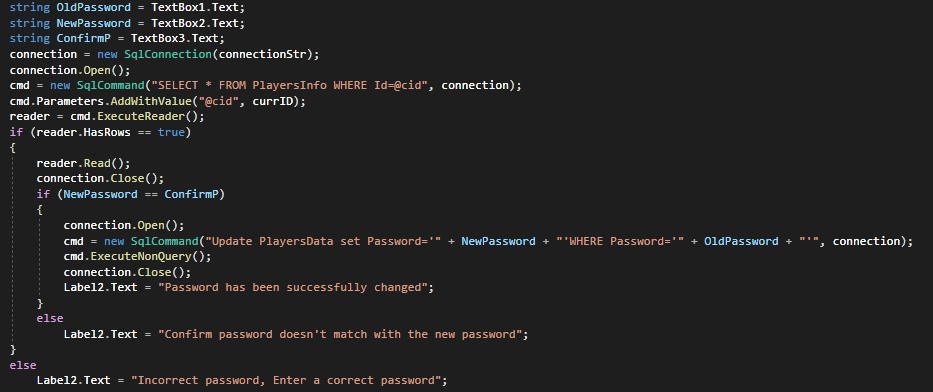 string OldPassword = TextBox1.Text;
string NewPassword = TextBox2.Text;
string ConfirmP = TextBox3.Text;
connection = new SqlConnection(connectionStr);
connection.Open();
cmd = new SqlCommand("SELECT * FROM PlayersInfo WHERE Id=@cid", connection);
cmd.Parameters.AddWithValue("@cid", currID);
reader = cmd.ExecuteReader();
if (reader.HasRows == true)
{
    reader.Read();
    connection.Close();
    if (NewPassword == ConfirmP)
    {
        connection.Open();
        cmd = new SqlCommand("Update PlayersData set Password='" + NewPassword + "'WHERE Password='" + OldPassword + "'", connection);
        cmd.ExecuteNonQuery();
        connection.Close();
        Label2.Text = "Password has been successfully changed";
    }
    else
        Label2.Text = "Confirm password doesn't match with the new password";
}
else
    Label2.Text = "Incorrect password, Enter a correct password";